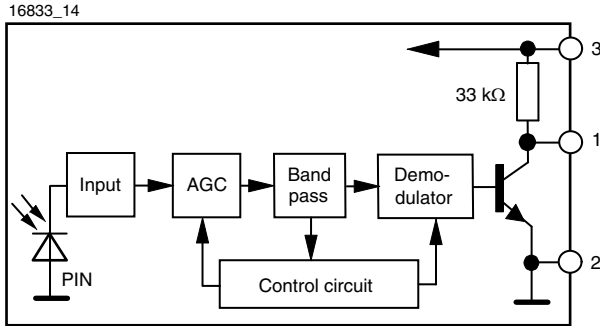 16833_14
3
33 kΩ
1
Input
AGC
Band
pass
Demo-
dulator
PIN
Control circuit
2